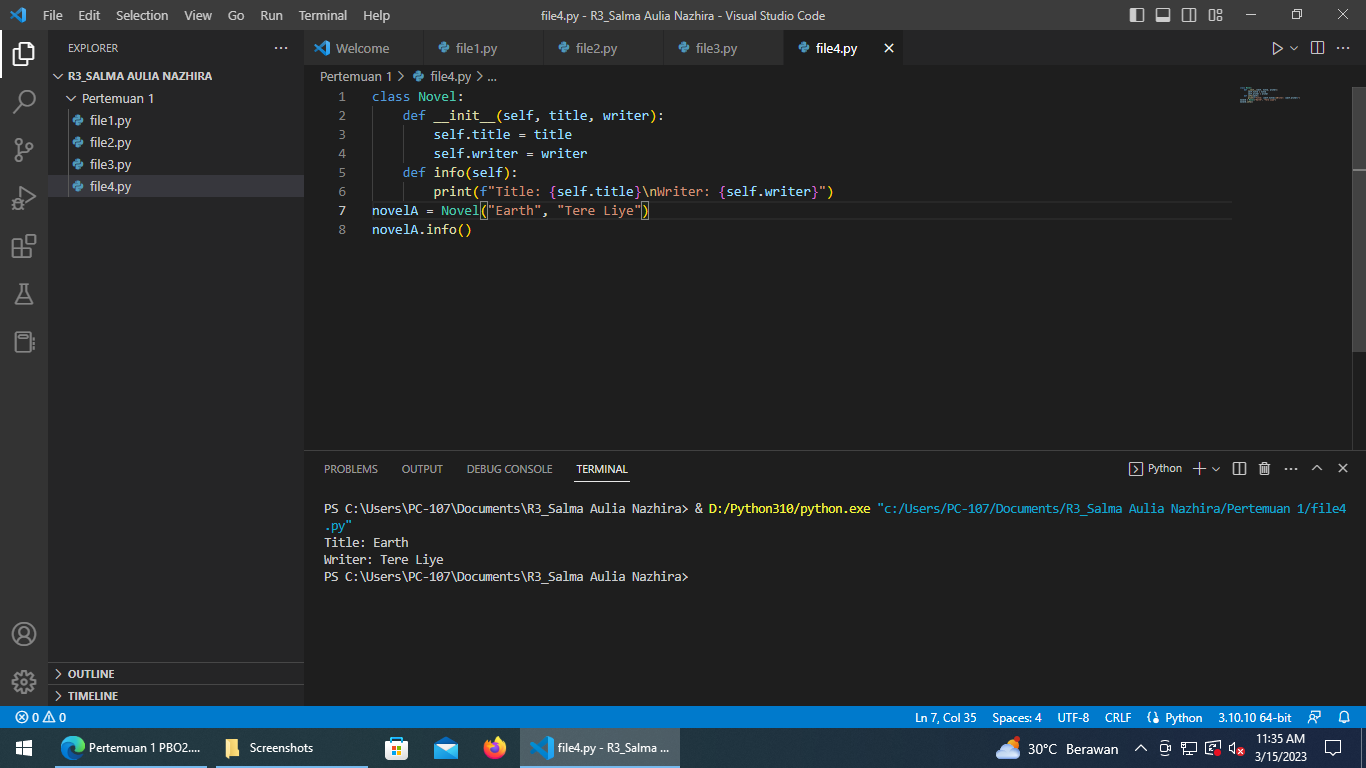 File Edit Selection View Go Run Terminal Help file4.py - R3_Salma Aulia Nazhira - Visual Studio Code
EXPLORER
R3_SALMA AULIA NAZHIRA
Pertemuan 1
file1.py
file2.py
file3.py
file4.py
OUTLINE
TIMELINE
Welcome file1.py file2.py file3.py file4.py
Pertemuan 1 > file4.py > ...
1 class Novel:
2     def __init__(self, title, writer):
3         self.title = title
4         self.writer = writer
5     def info(self):
6         print(f"Title: {self.title}\nWriter: {self.writer}")
7 novelA = Novel("Earth", "Tere Liye")
8 novelA.info()
PROBLEMS OUTPUT DEBUG CONSOLE TERMINAL Python
PS C:\Users\PC-107\Documents\R3_Salma Aulia Nazhira> & D:/Python310/python.exe "c:/Users/PC-107/Documents/R3_Salma Aulia Nazhira/Pertemuan 1/file4
.py"
Title: Earth
Writer: Tere Liye
PS C:\Users\PC-107\Documents\R3_Salma Aulia Nazhira>
0 0 Ln 7, Col 35 Spaces: 4 UTF-8 CRLF Python 3.10.10 64-bit
Pertemuan 1 PBO2.... Screenshots file4.py - R3_Salma ... 30°C Berawan 11:35 AM
3/15/2023